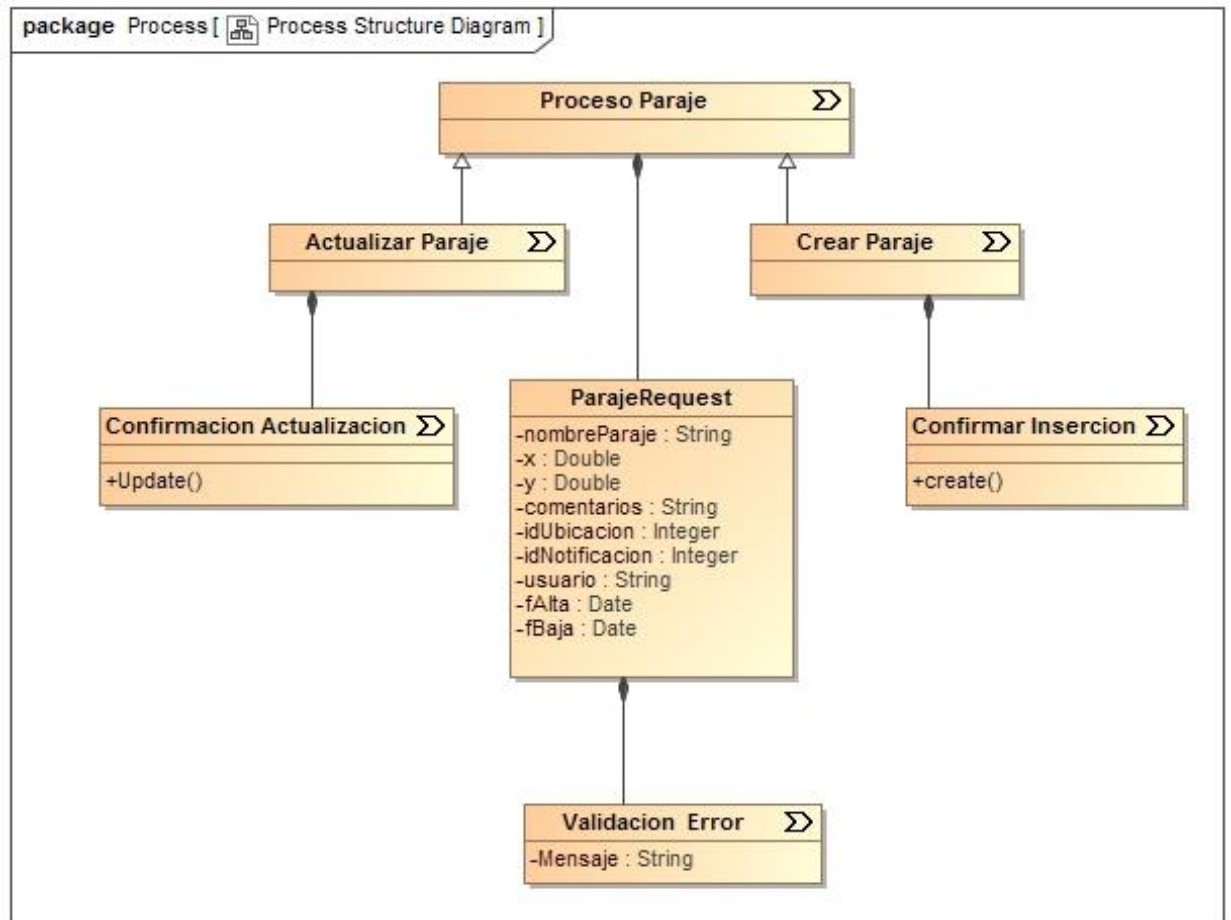 package Process [ Process Structure Diagram ]
Proceso Paraje
Actualizar Paraje
Crear Paraje
Confirmacion Actualizacion
+Update()
ParajeRequest
-nombreParaje : String
-x : Double
-y : Double
-comentarios : String
-idUbicacion : Integer
-idNotificacion : Integer
-usuario : String
-fAlta : Date
-fBaja : Date
Confirmar Insercion
+create()
Validacion Error
-Mensaje : String